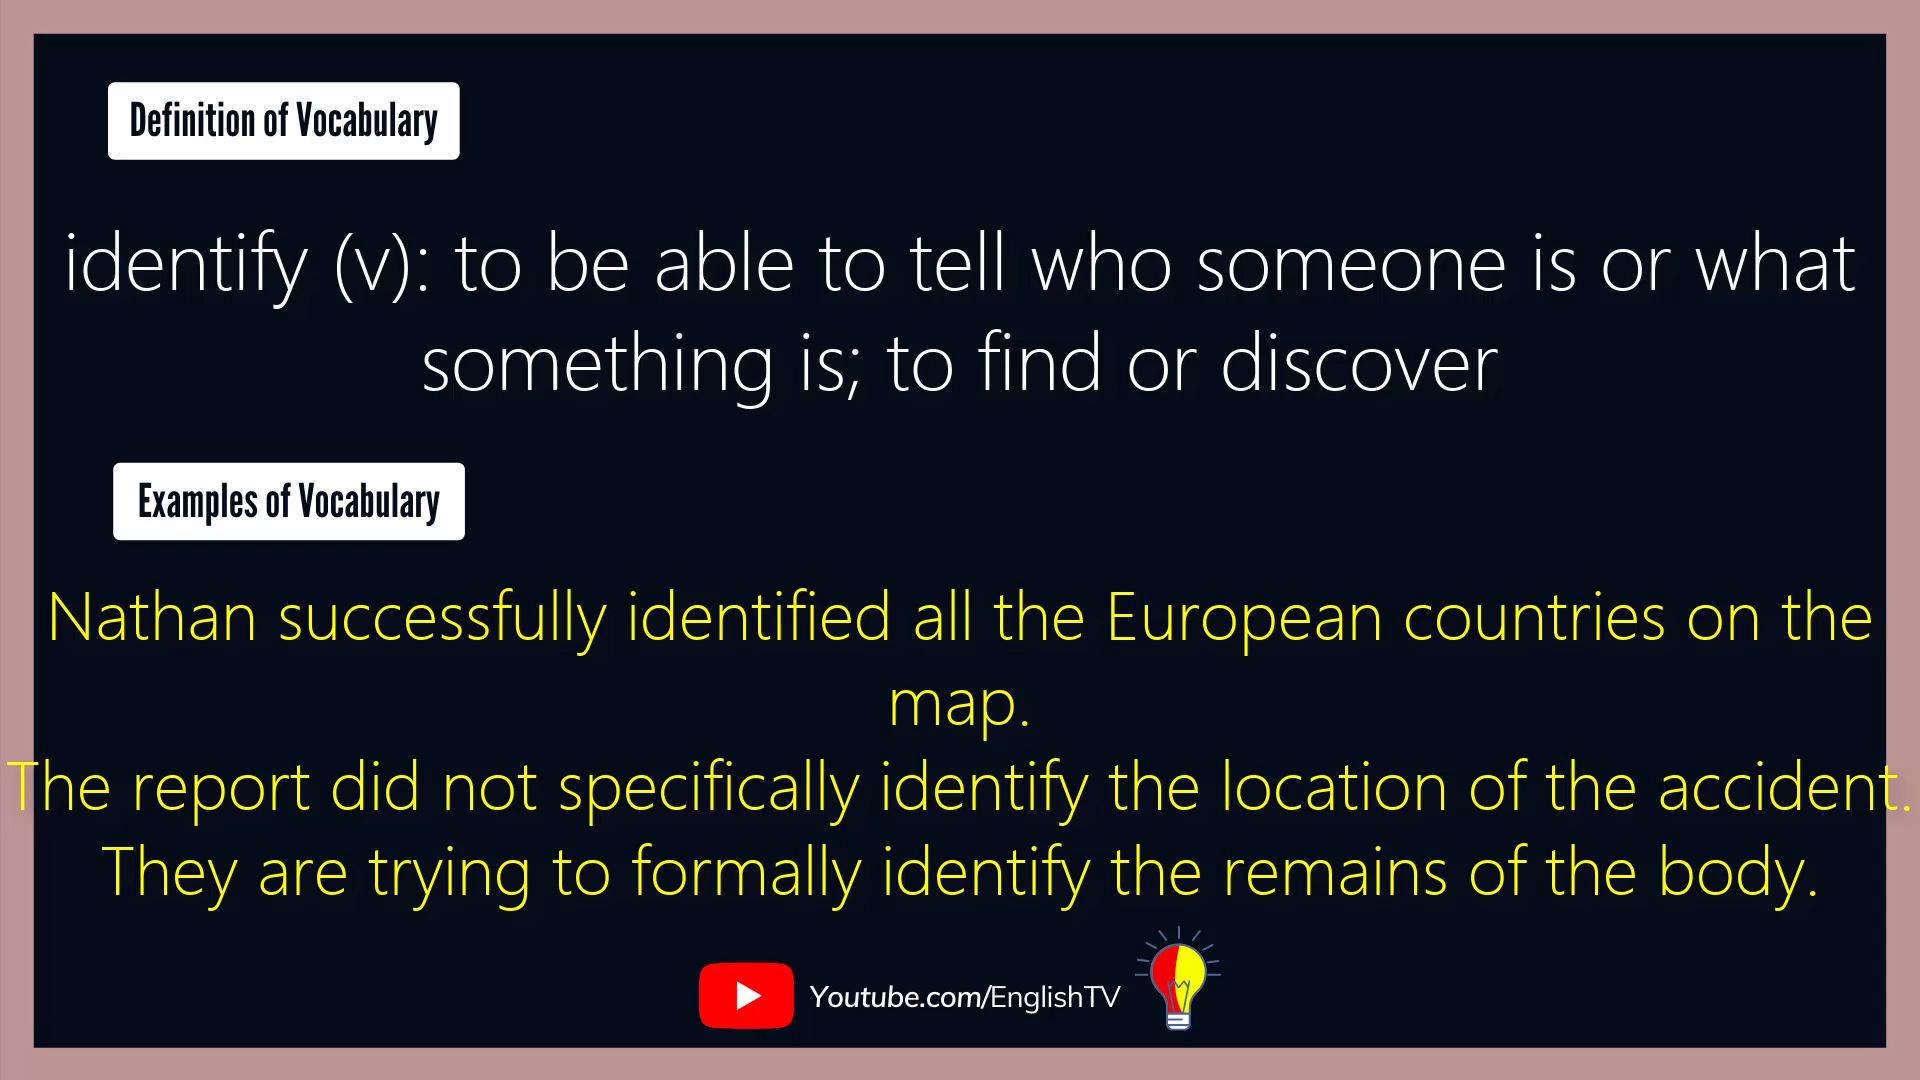 Definition of Vocabulary
identify (v): to be able to tell who someone is or what
something is; to find or discover
Examples of Vocabulary
Nathan successfully identified all the European countries on the
map.
The report did not specifically identify the location of the accident.
They are trying to formally identify the remains of the body.
Youtube.com/EnglishTV